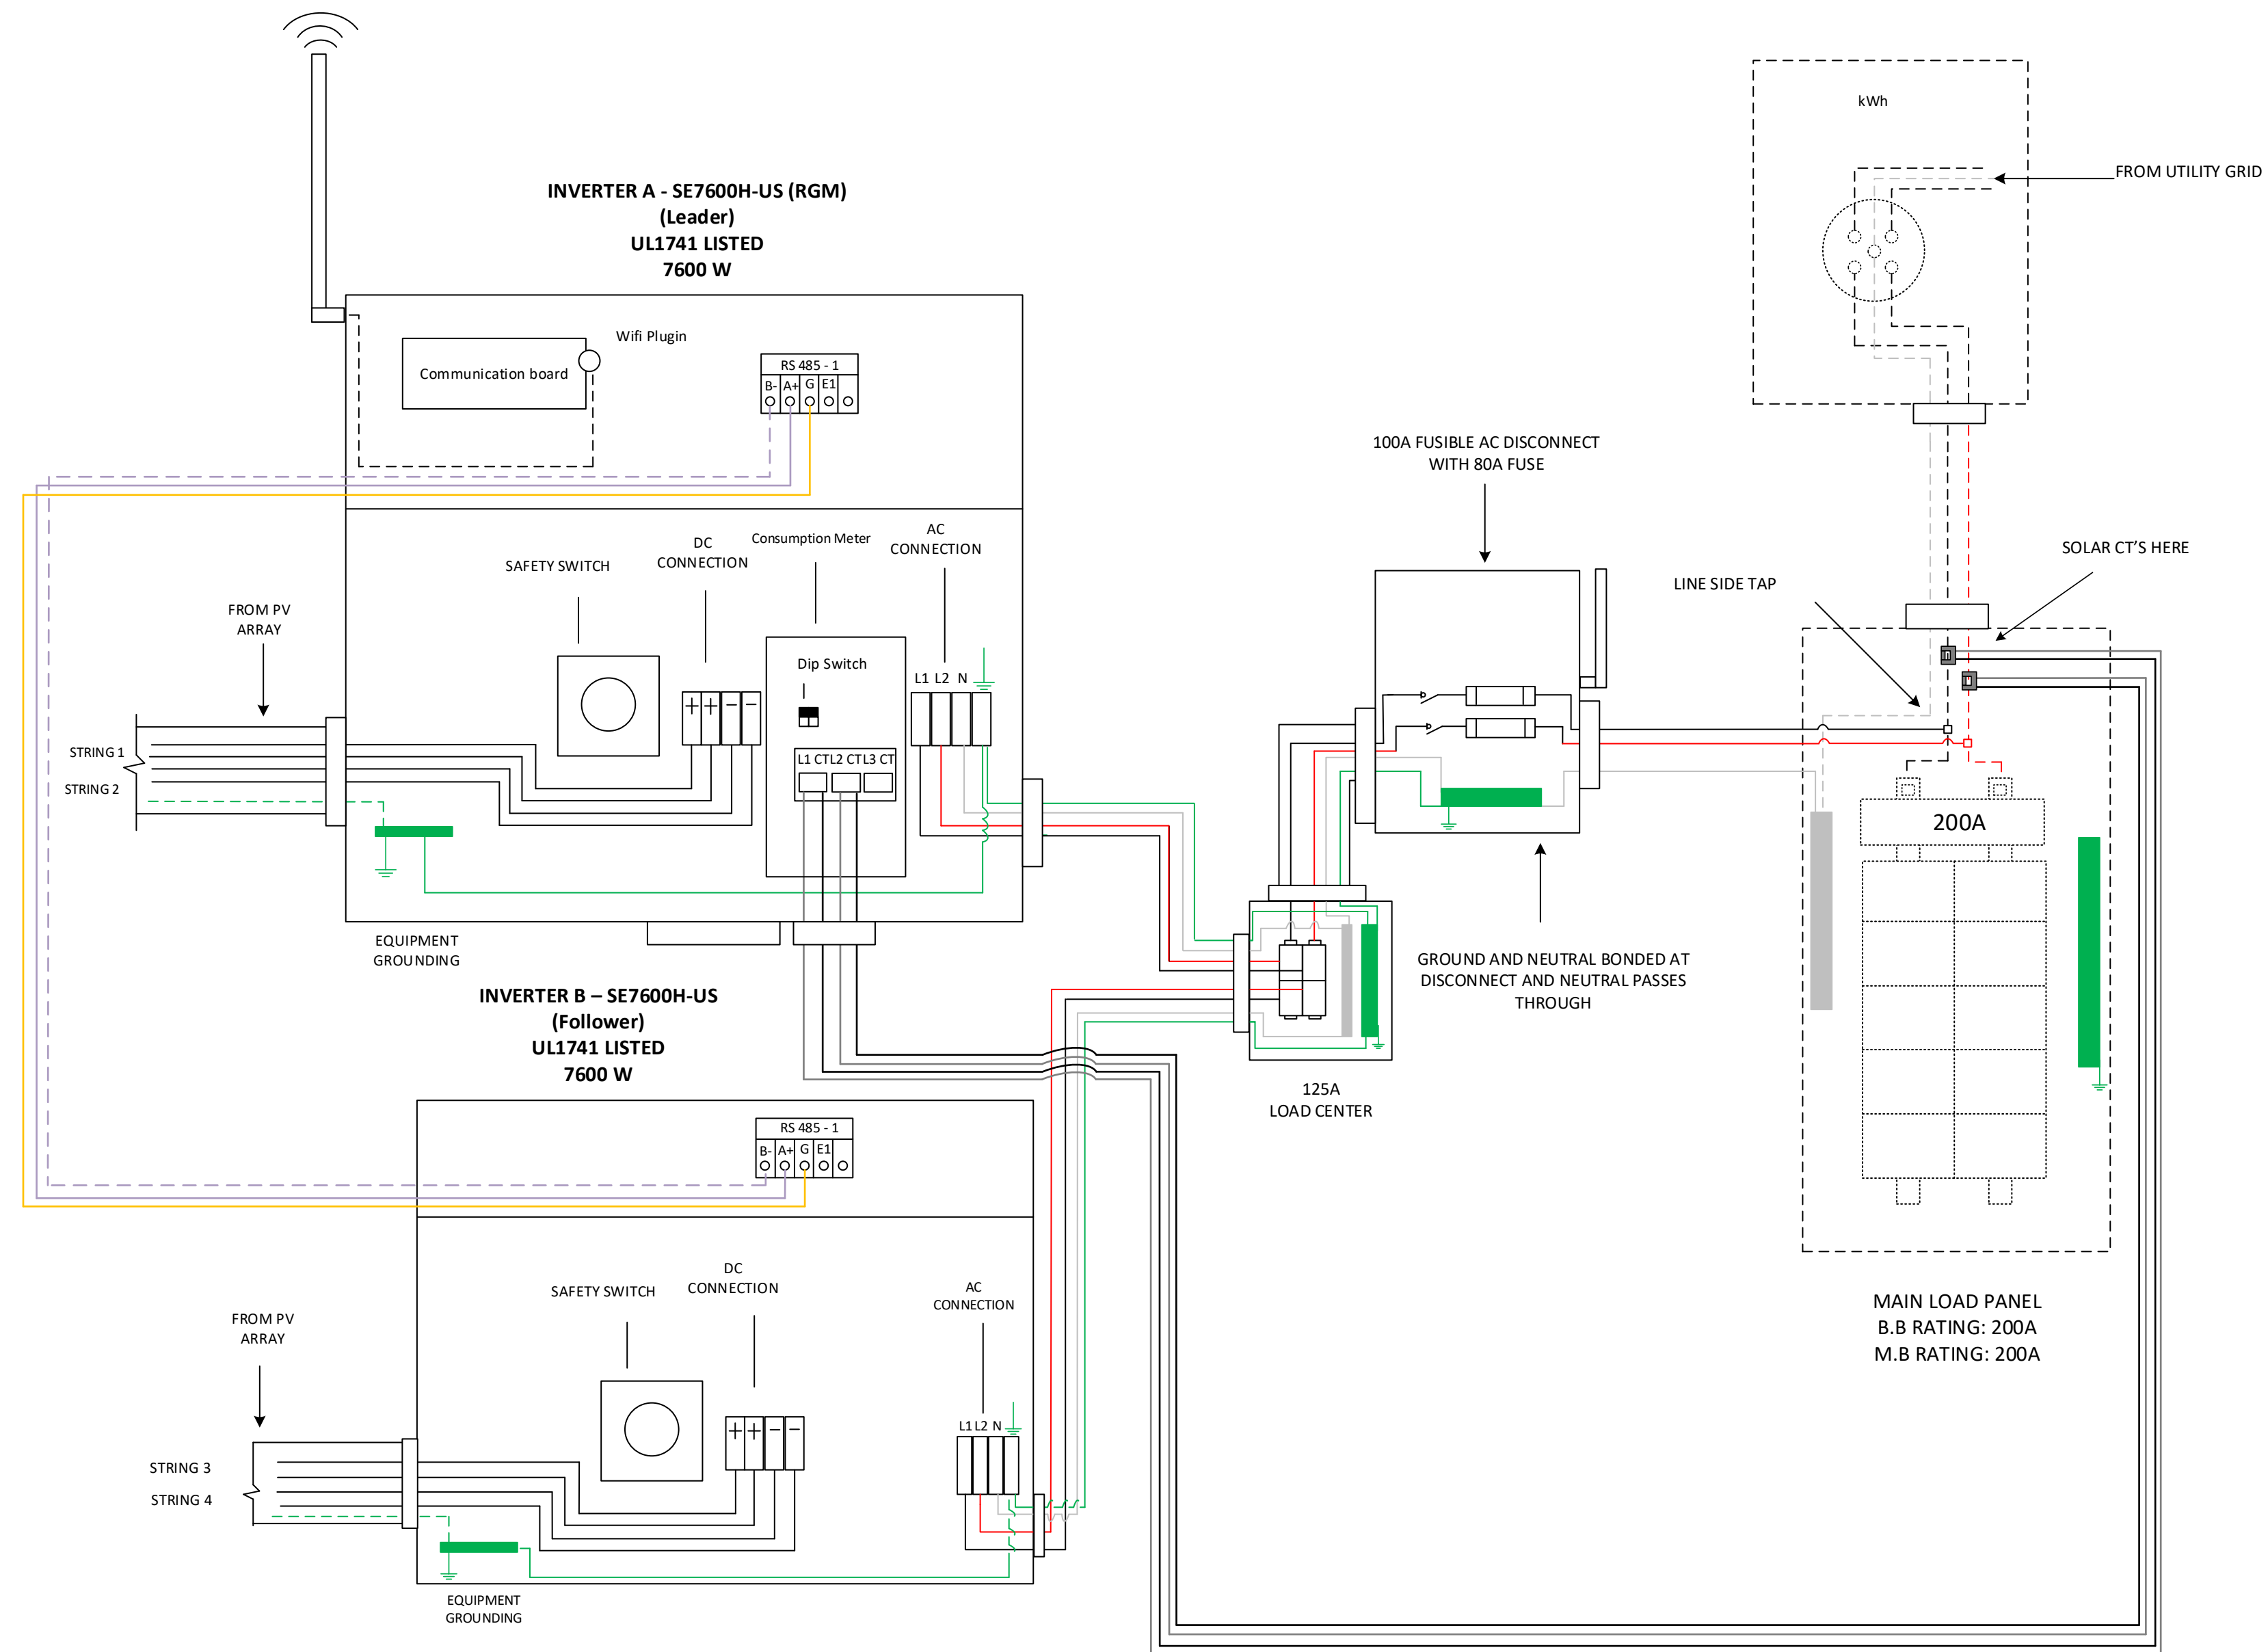 kWh
FROM UTILITY GRID
INVERTER A - SE7600H-US (RGM)
(Leader)
UL1741 LISTED
7600 W
Wifi Plugin
Communication board
RS 485 - 1
B- A+ G E1
100A FUSIBLE AC DISCONNECT
WITH 80A FUSE
SOLAR CT'S HERE
LINE SIDE TAP
SAFETY SWITCH
DC
CONNECTION
Consumption Meter
AC
CONNECTION
FROM PV
ARRAY
Dip Switch
L1 L2 N
STRING 1
STRING 2
+ + − −
L1 CT L2 CT L3 CT
200A
EQUIPMENT
GROUNDING
GROUND AND NEUTRAL BONDED AT
DISCONNECT AND NEUTRAL PASSES
THROUGH
INVERTER B – SE7600H-US
(Follower)
UL1741 LISTED
7600 W
125A
LOAD CENTER
RS 485 - 1
B- A+ G E1
SAFETY SWITCH
DC
CONNECTION
AC
CONNECTION
MAIN LOAD PANEL
B.B RATING: 200A
M.B RATING: 200A
FROM PV
ARRAY
L1 L2 N
+ + − −
STRING 3
STRING 4
EQUIPMENT
GROUNDING